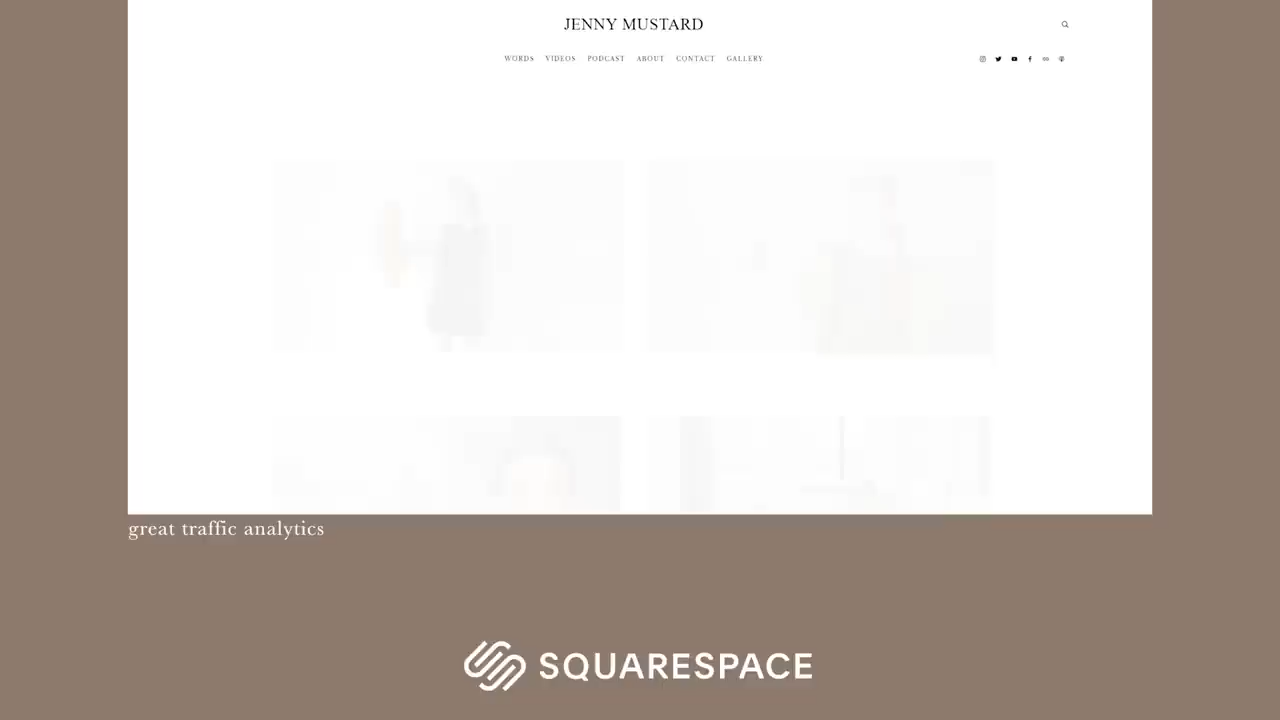 JENNY MUSTARD
WORDS VIDEOS PODCAST ABOUT CONTACT GALLERY
great traffic analytics
SQUARESPACE